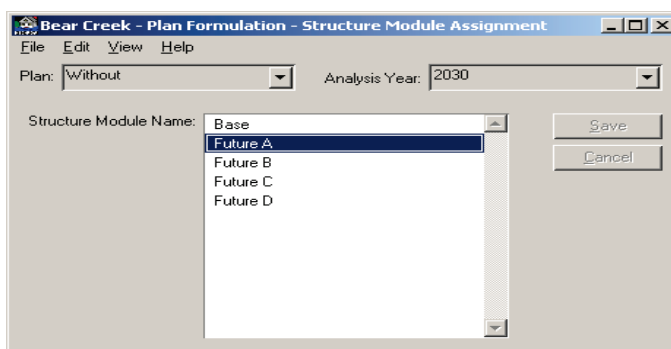 Bear Creek - Plan Formulation - Structure Module Assignment
File Edit View Help
Plan: Without Analysis Year: 2030
Structure Module Name: Base
Future A
Future B
Future C
Future D
Save
Cancel